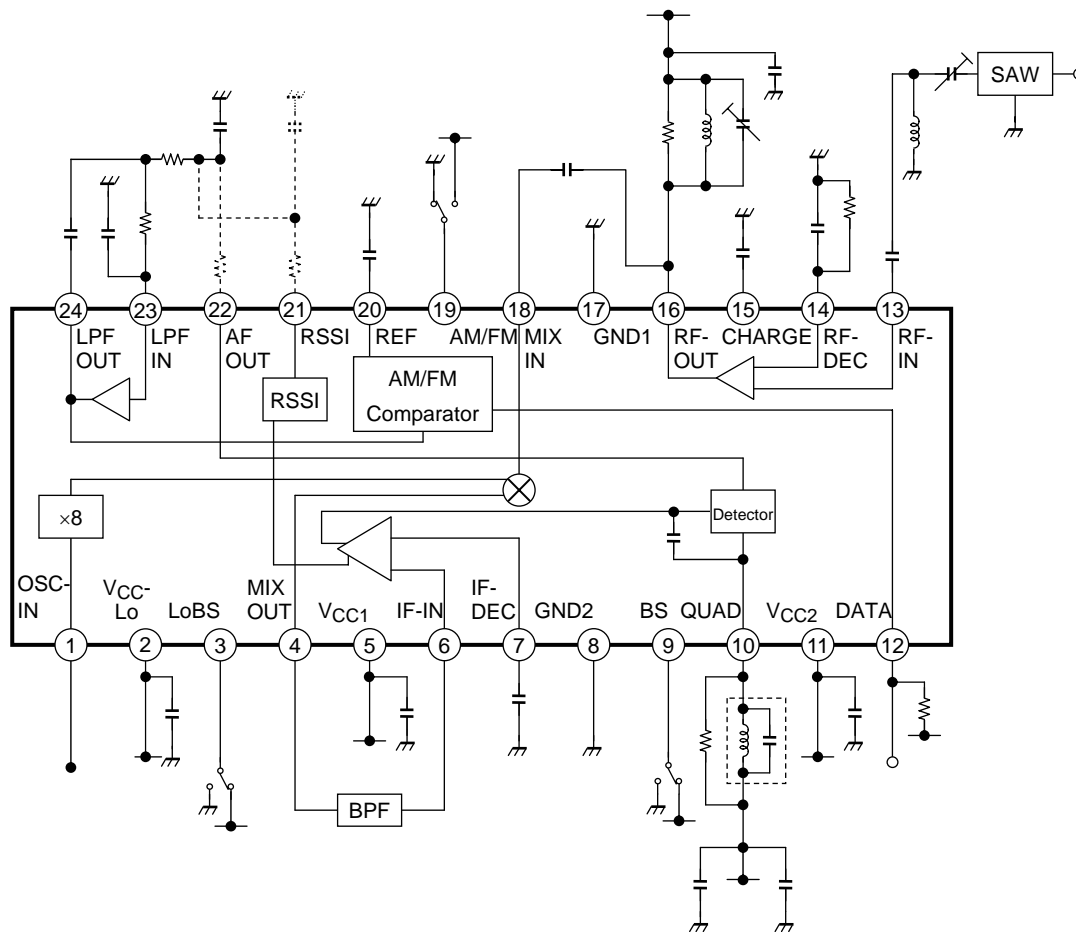 SAW
24 23 22 21 20 19 18 17 16 15 14 13
LPF LPF AF RSSI REF AM/FM MIX GND1 RF- CHARGE RF- RF-
OUT IN OUT IN OUT DEC IN
AM/FM
RSSI
Comparator
×8
Detector
OSC-
IN
VCC-
Lo
LoBS
MIX
OUT
VCC1
IF-IN
IF-
DEC
GND2
BS
QUAD
VCC2
DATA
1 2 3 4 5 6 7 8 9 10 11 12
BPF